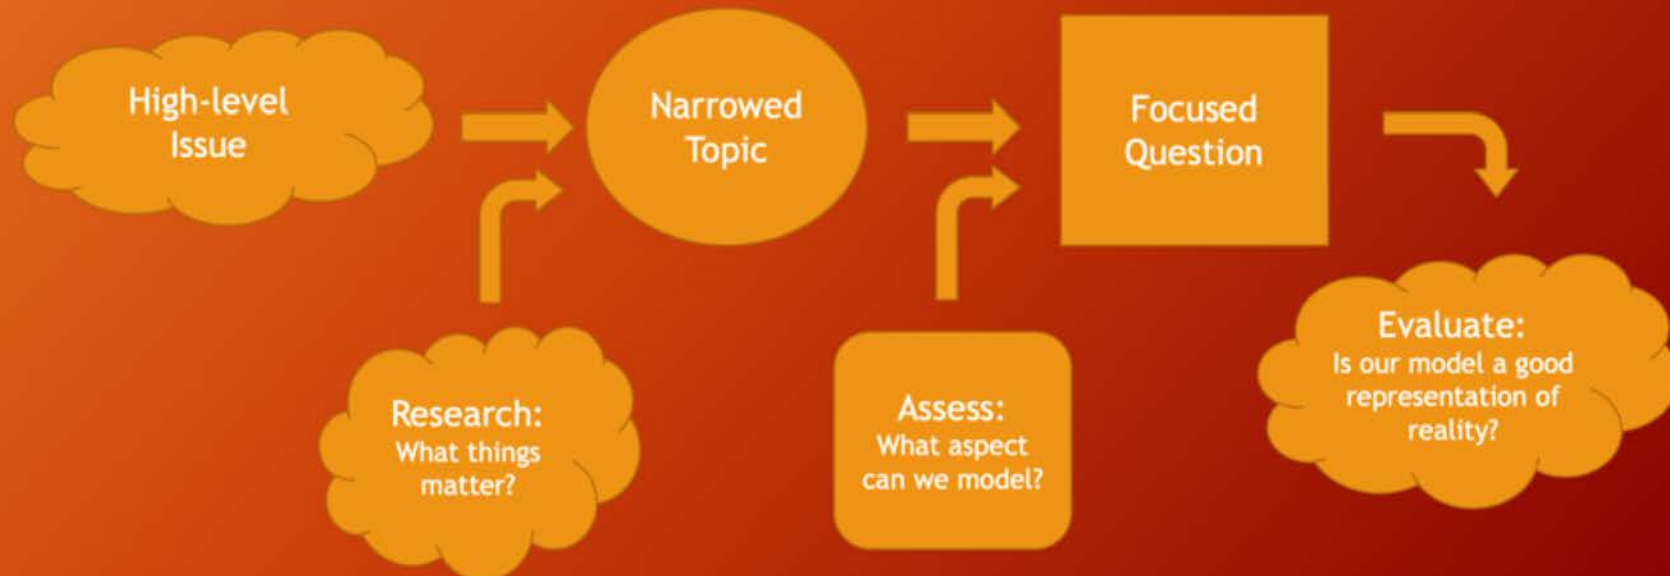 High-level
Issue
Narrowed
Topic
Focused
Question
Research:
What things
matter?
Assess:
What aspect
can we model?
Evaluate:
Is our model a good
representation of
reality?